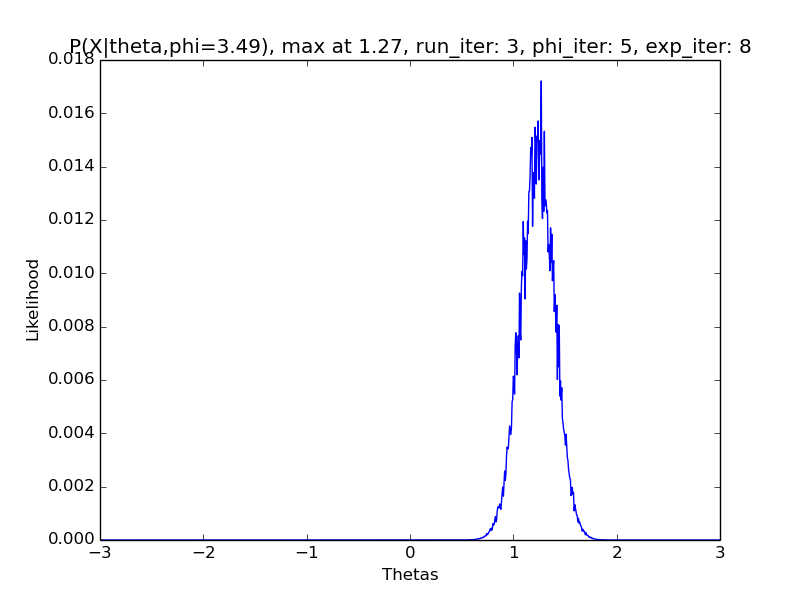 P(X|theta,phi=3.49), max at 1.27, run_iter: 3, phi_iter: 5, exp_iter: 8
0.018
0.016
0.014
0.012
0.010
0.008
0.006
0.004
0.002
0.000
Likelihood
−3 −2 −1 0 1 2 3
Thetas